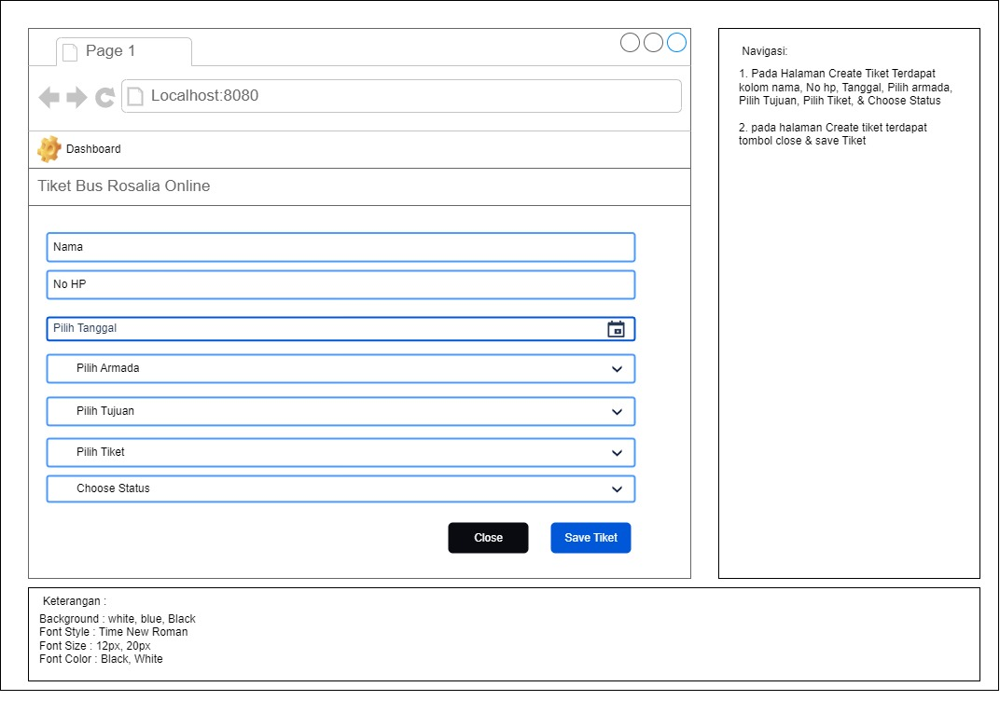 Page 1
Localhost:8080
Dashboard
Tiket Bus Rosalia Online
Nama
No HP
Pilih Tanggal
Pilih Armada
Pilih Tujuan
Pilih Tiket
Choose Status
Close
Save Tiket
Navigasi:
1. Pada Halaman Create Tiket Terdapat
kolom nama, No hp, Tanggal, Pilih armada,
Pilih Tujuan, Pilih Tiket, & Choose Status
2. pada halaman Create tiket terdapat
tombol close & save Tiket
Keterangan :
Background : white, blue, Black
Font Style : Time New Roman
Font Size : 12px, 20px
Font Color : Black, White